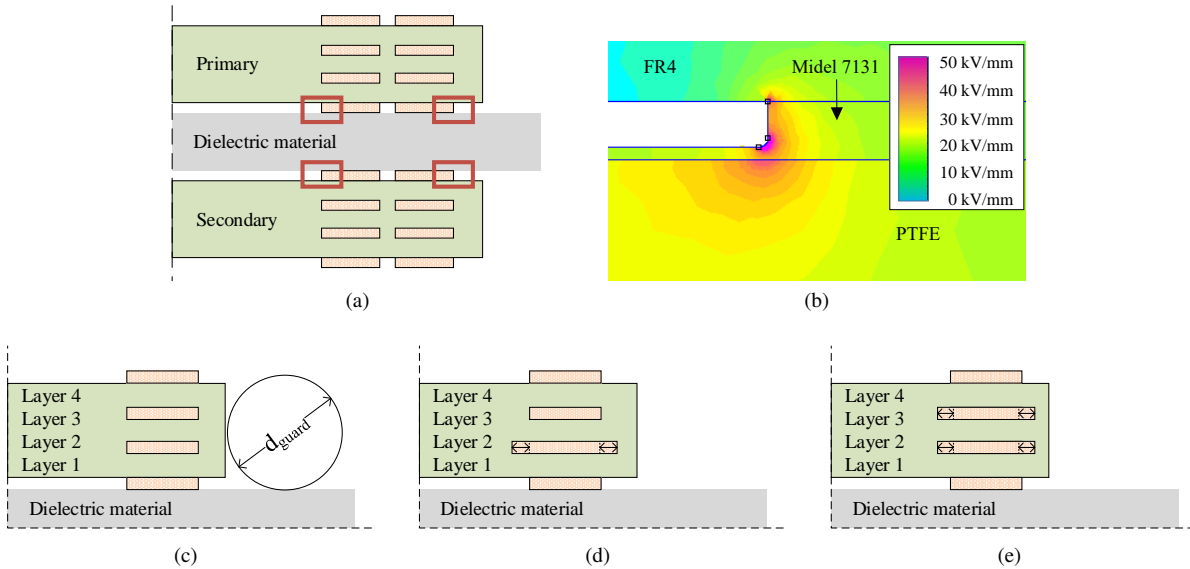 Primary
Dielectric material
Secondary
(a)
FR4
Midel 7131
50 kV/mm
40 kV/mm
30 kV/mm
20 kV/mm
10 kV/mm
0 kV/mm
PTFE
(b)
Layer 4
Layer 3
Layer 2
Layer 1
dguard
Dielectric material
(c)
Layer 4
Layer 3
Layer 2
Layer 1
Dielectric material
(d)
Layer 4
Layer 3
Layer 2
Layer 1
Dielectric material
(e)